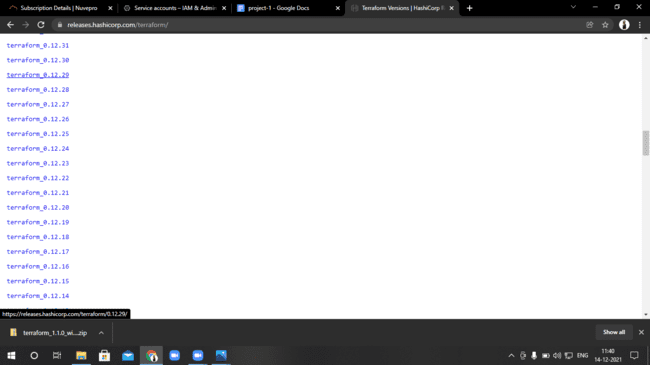 Subscription Details | Nuvepro
Service accounts – IAM & Admin
project-1 - Google Docs
Terraform Versions | HashiCorp R
releases.hashicorp.com/terraform/
terraform_0.12.31
terraform_0.12.30
terraform_0.12.29
terraform_0.12.28
terraform_0.12.27
terraform_0.12.26
terraform_0.12.25
terraform_0.12.24
terraform_0.12.23
terraform_0.12.22
terraform_0.12.21
terraform_0.12.20
terraform_0.12.19
terraform_0.12.18
terraform_0.12.17
terraform_0.12.16
terraform_0.12.15
terraform_0.12.14
https://releases.hashicorp.com/terraform/0.12.29/
terraform_1.1.0_wi....zip
Show all
ENG
11:40
14-12-2021